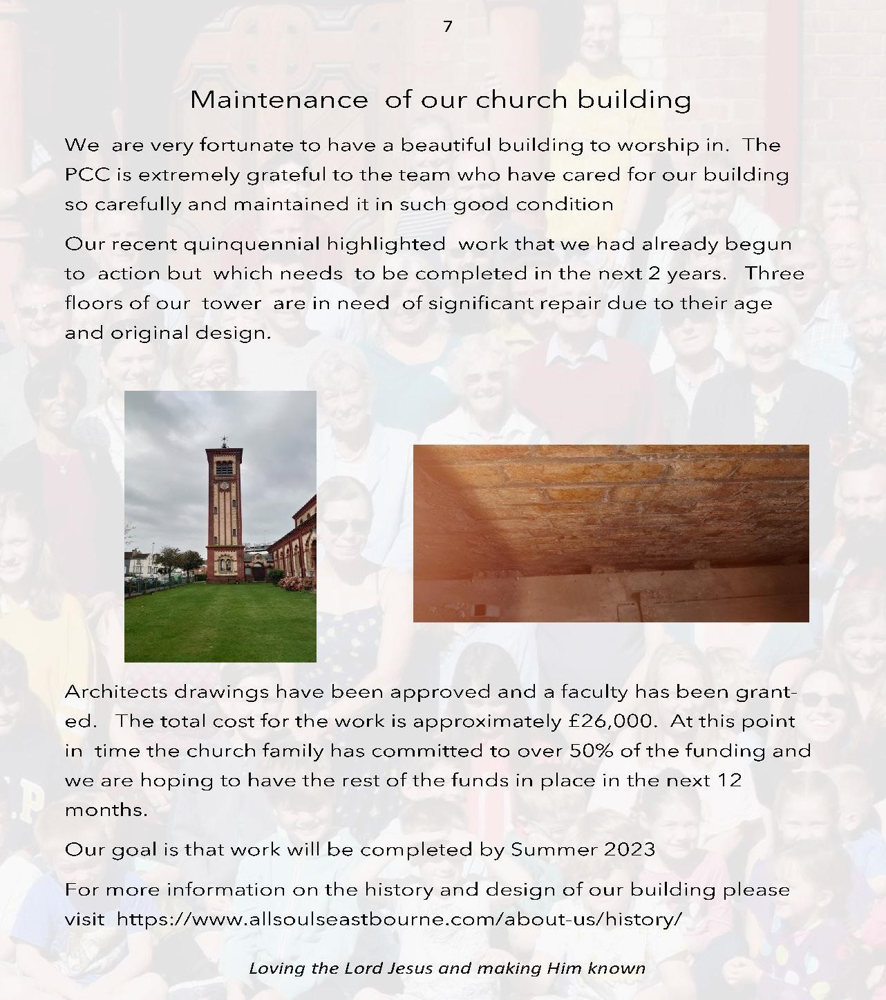 7
Maintenance of our church building
We are very fortunate to have a beautiful building to worship in. The
PCC is extremely grateful to the team who have cared for our building
so carefully and maintained it in such good condition
Our recent quinquennial highlighted work that we had already begun
to action but which needs to be completed in the next 2 years. Three
floors of our tower are in need of significant repair due to their age
and original design.
Architects drawings have been approved and a faculty has been grant-
ed. The total cost for the work is approximately £26,000. At this point
in time the church family has committed to over 50% of the funding and
we are hoping to have the rest of the funds in place in the next 12
months.
Our goal is that work will be completed by Summer 2023
For more information on the history and design of our building please
visit https://www.allsoulseastbourne.com/about-us/history/
Loving the Lord Jesus and making Him known